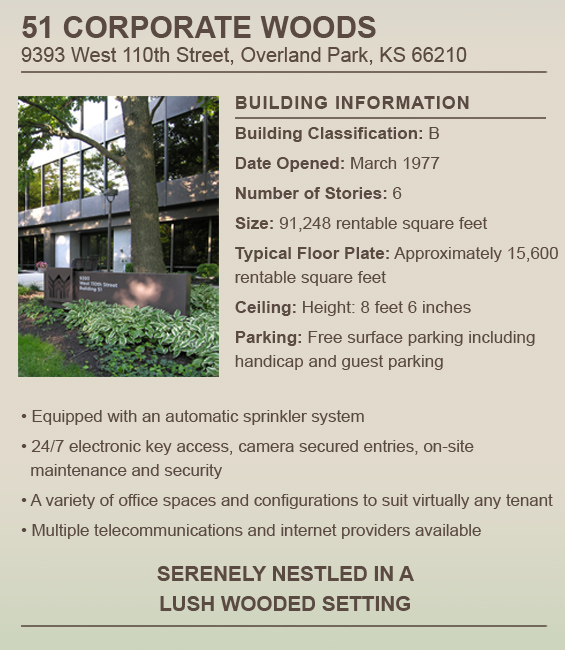 51 CORPORATE WOODS
9393 West 110th Street, Overland Park, KS 66210
BUILDING INFORMATION
Building Classification: B
Date Opened: March 1977
Number of Stories: 6
Size: 91,248 rentable square feet
Typical Floor Plate: Approximately 15,600
rentable square feet
Ceiling: Height: 8 feet 6 inches
Parking: Free surface parking including
handicap and guest parking
9393
West 110th Street
Building 51
• Equipped with an automatic sprinkler system
• 24/7 electronic key access, camera secured entries, on-site
maintenance and security
• A variety of office spaces and configurations to suit virtually any tenant
• Multiple telecommunications and internet providers available
SERENELY NESTLED IN A
LUSH WOODED SETTING